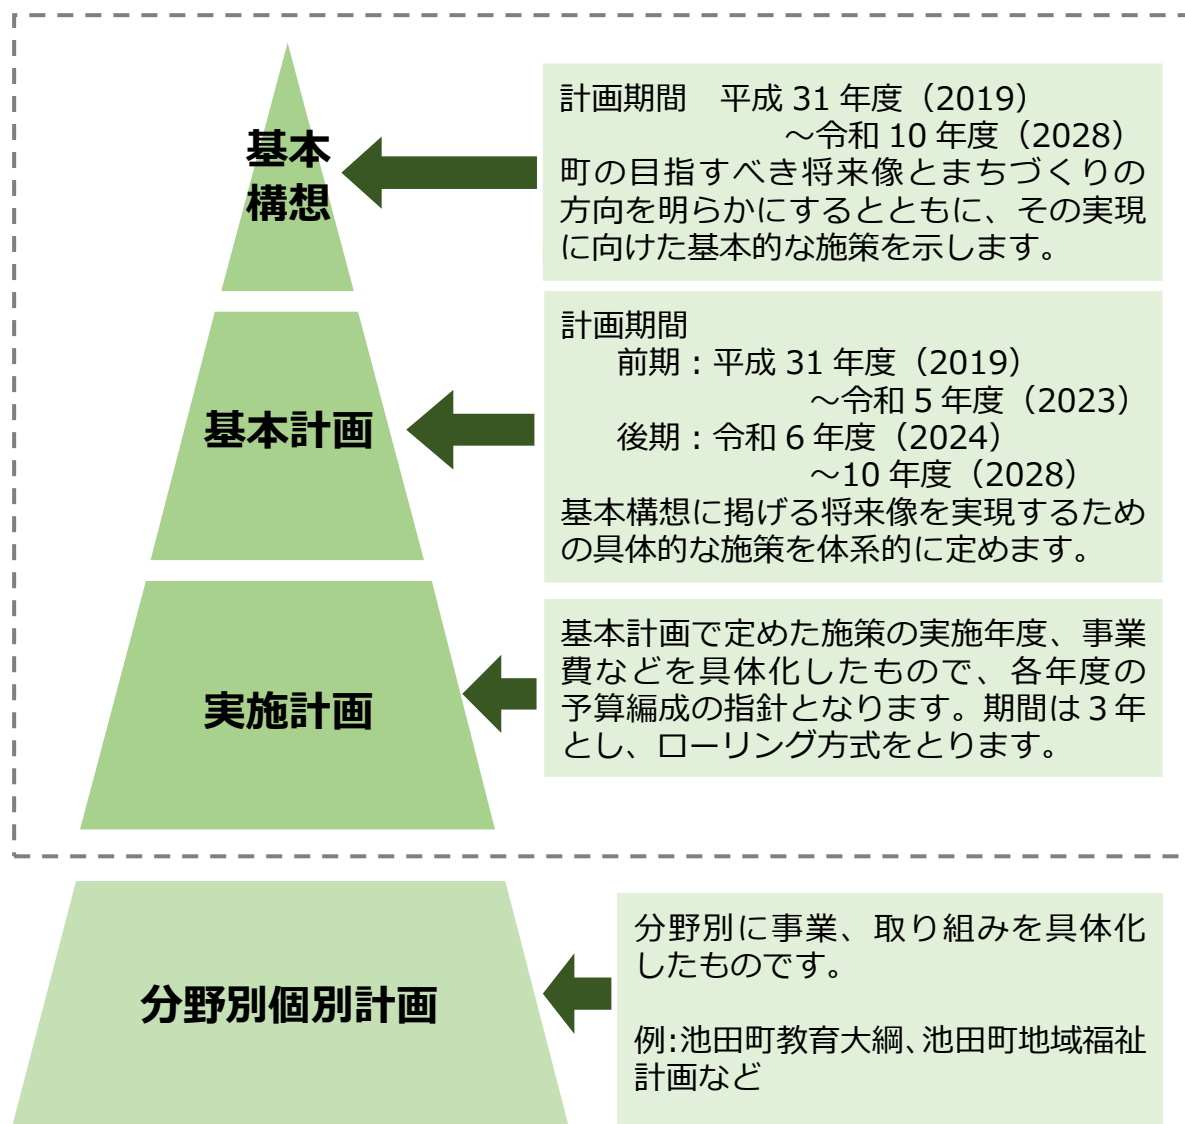 基本
構想
計画期間　平成 31 年度（2019）
～令和 10 年度（2028）
町の目指すべき将来像とまちづくりの
方向を明らかにするとともに、その実現
に向けた基本的な施策を示します。
基本計画
計画期間
前期：平成 31 年度（2019）
～令和 5 年度（2023）
後期：令和 6 年度（2024）
～10 年度（2028）
基本構想に掲げる将来像を実現するため
の具体的な施策を体系的に定めます。
実施計画
基本計画で定めた施策の実施年度、事業
費などを具体化したもので、各年度の
予算編成の指針となります。期間は 3 年
とし、ローリング方式をとります。
分野別個別計画
分野別に事業、取り組みを具体化
したものです。
例:池田町教育大綱、池田町地域福祉
計画など